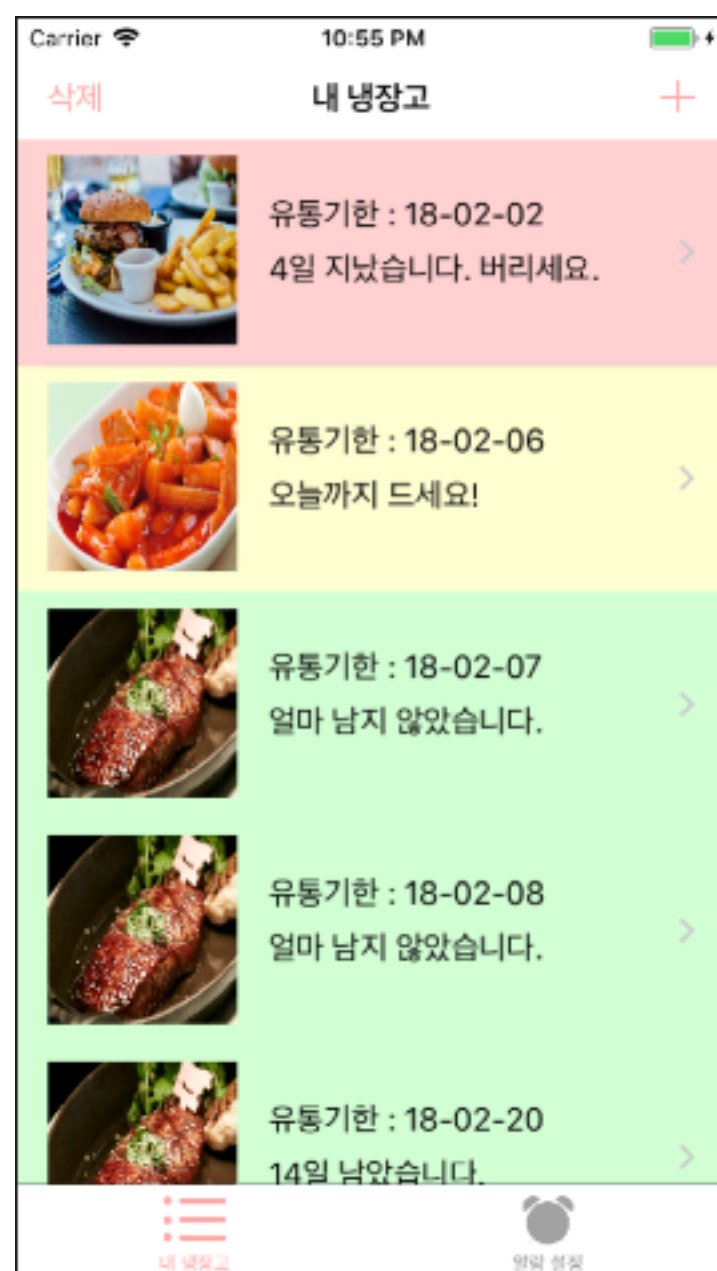 Carrier 10:55 PM
삭제 내 냉장고
유통기한 : 18-02-02
4일 지났습니다. 버리세요.
유통기한 : 18-02-06
오늘까지 드세요!
유통기한 : 18-02-07
얼마 남지 않았습니다.
유통기한 : 18-02-08
얼마 남지 않았습니다.
유통기한 : 18-02-20
14일 남았습니다.
내 냉장고 알람 설정